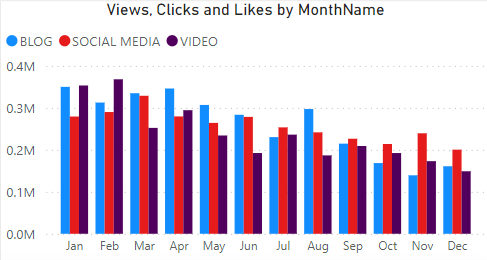 Views, Clicks and Likes by MonthName
BLOG SOCIAL MEDIA VIDEO
0.4M
0.3M
0.2M
0.1M
0.0M
Jan Feb Mar Apr May Jun Jul Aug Sep Oct Nov Dec